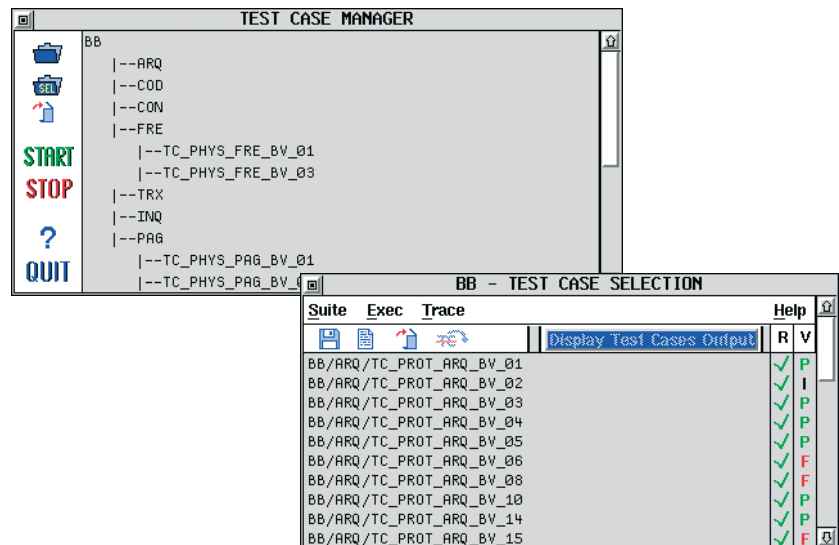 TEST CASE MANAGER
BB
|--ARQ
|--COD
SEL
|--CON
|--FRE
START
|--TC_PHYS_FRE_BV_01
|--TC_PHYS_FRE_BV_03
STOP
|--TRX
|--INQ
?
|--PAG
|--TC_PHYS_PAG_BV_01
QUIT
|--TC_PHYS_PAG_BV_
BB - TEST CASE SELECTION
Suite Exec Trace Help
Display Test Cases Output R V
BB/ARQ/TC_PROT_ARQ_BV_01 ✓ P
BB/ARQ/TC_PROT_ARQ_BV_02 ✓ I
BB/ARQ/TC_PROT_ARQ_BV_03 ✓ P
BB/ARQ/TC_PROT_ARQ_BV_04 ✓ P
BB/ARQ/TC_PROT_ARQ_BV_05 ✓ P
BB/ARQ/TC_PROT_ARQ_BV_06 ✓ F
BB/ARQ/TC_PROT_ARQ_BV_08 ✓ F
BB/ARQ/TC_PROT_ARQ_BV_10 ✓ P
BB/ARQ/TC_PROT_ARQ_BV_14 ✓ P
BB/ARQ/TC_PROT_ARQ_BV_15 ✓ F